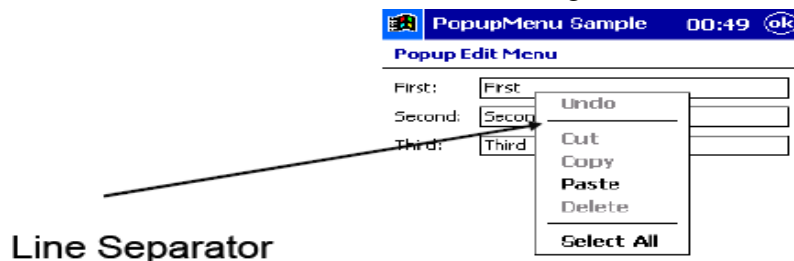 PopupMenu Sample 00:49 ok
Popup Edit Menu
First: First
Undo
Second: Secon
Cut
Third: Third
Copy
Paste
Delete
Select All
Line Separator